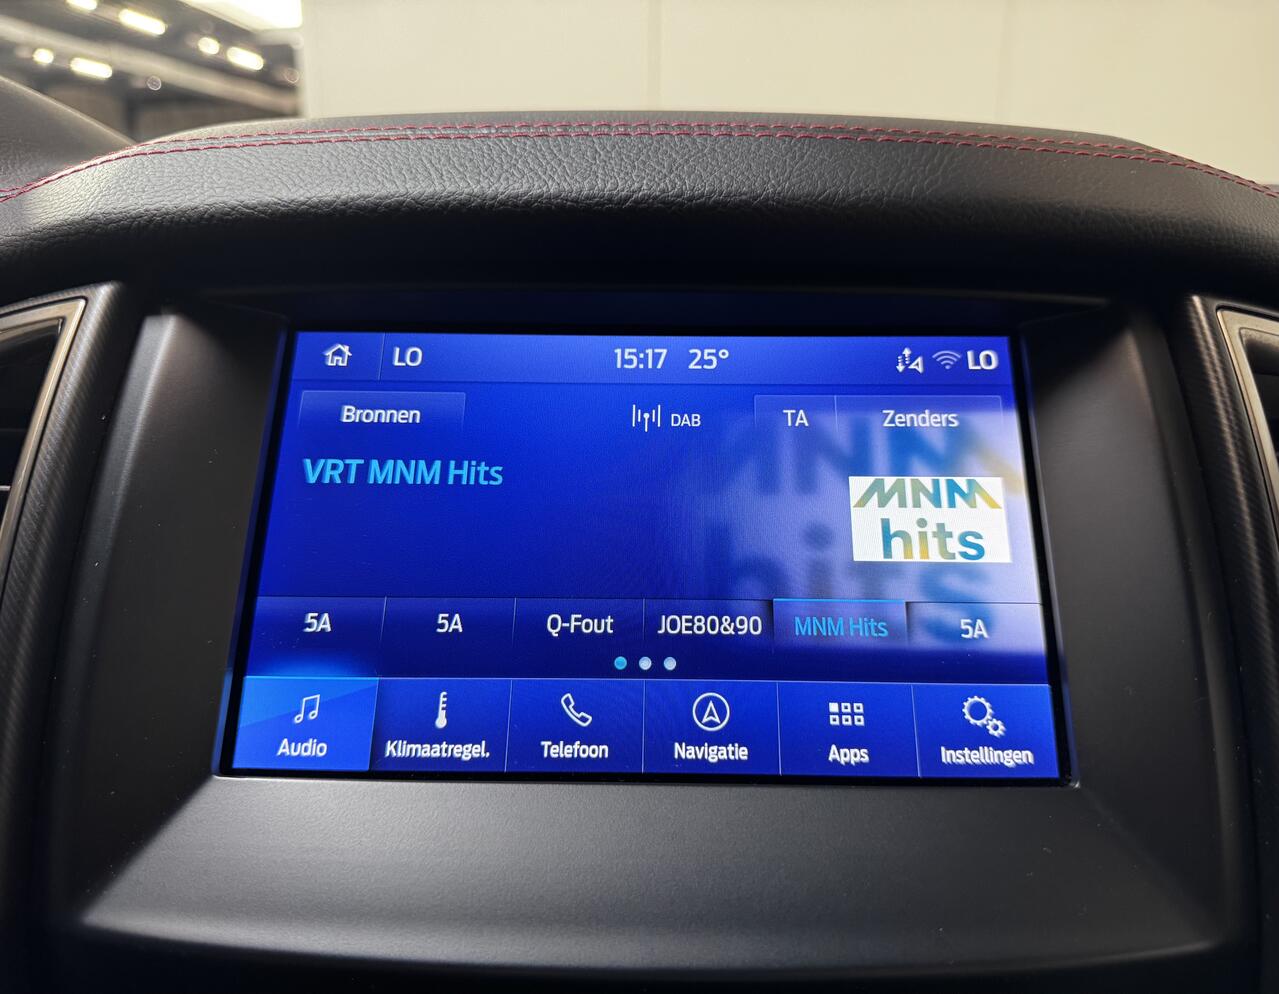 LO 15:17 25° LO
Bronnen DAB TA Zenders
VRT MNM Hits
MNM
hits
5A 5A Q-Fout JOE80&90 MNM Hits 5A
Audio Klimaatregel. Telefoon Navigatie Apps Instellingen